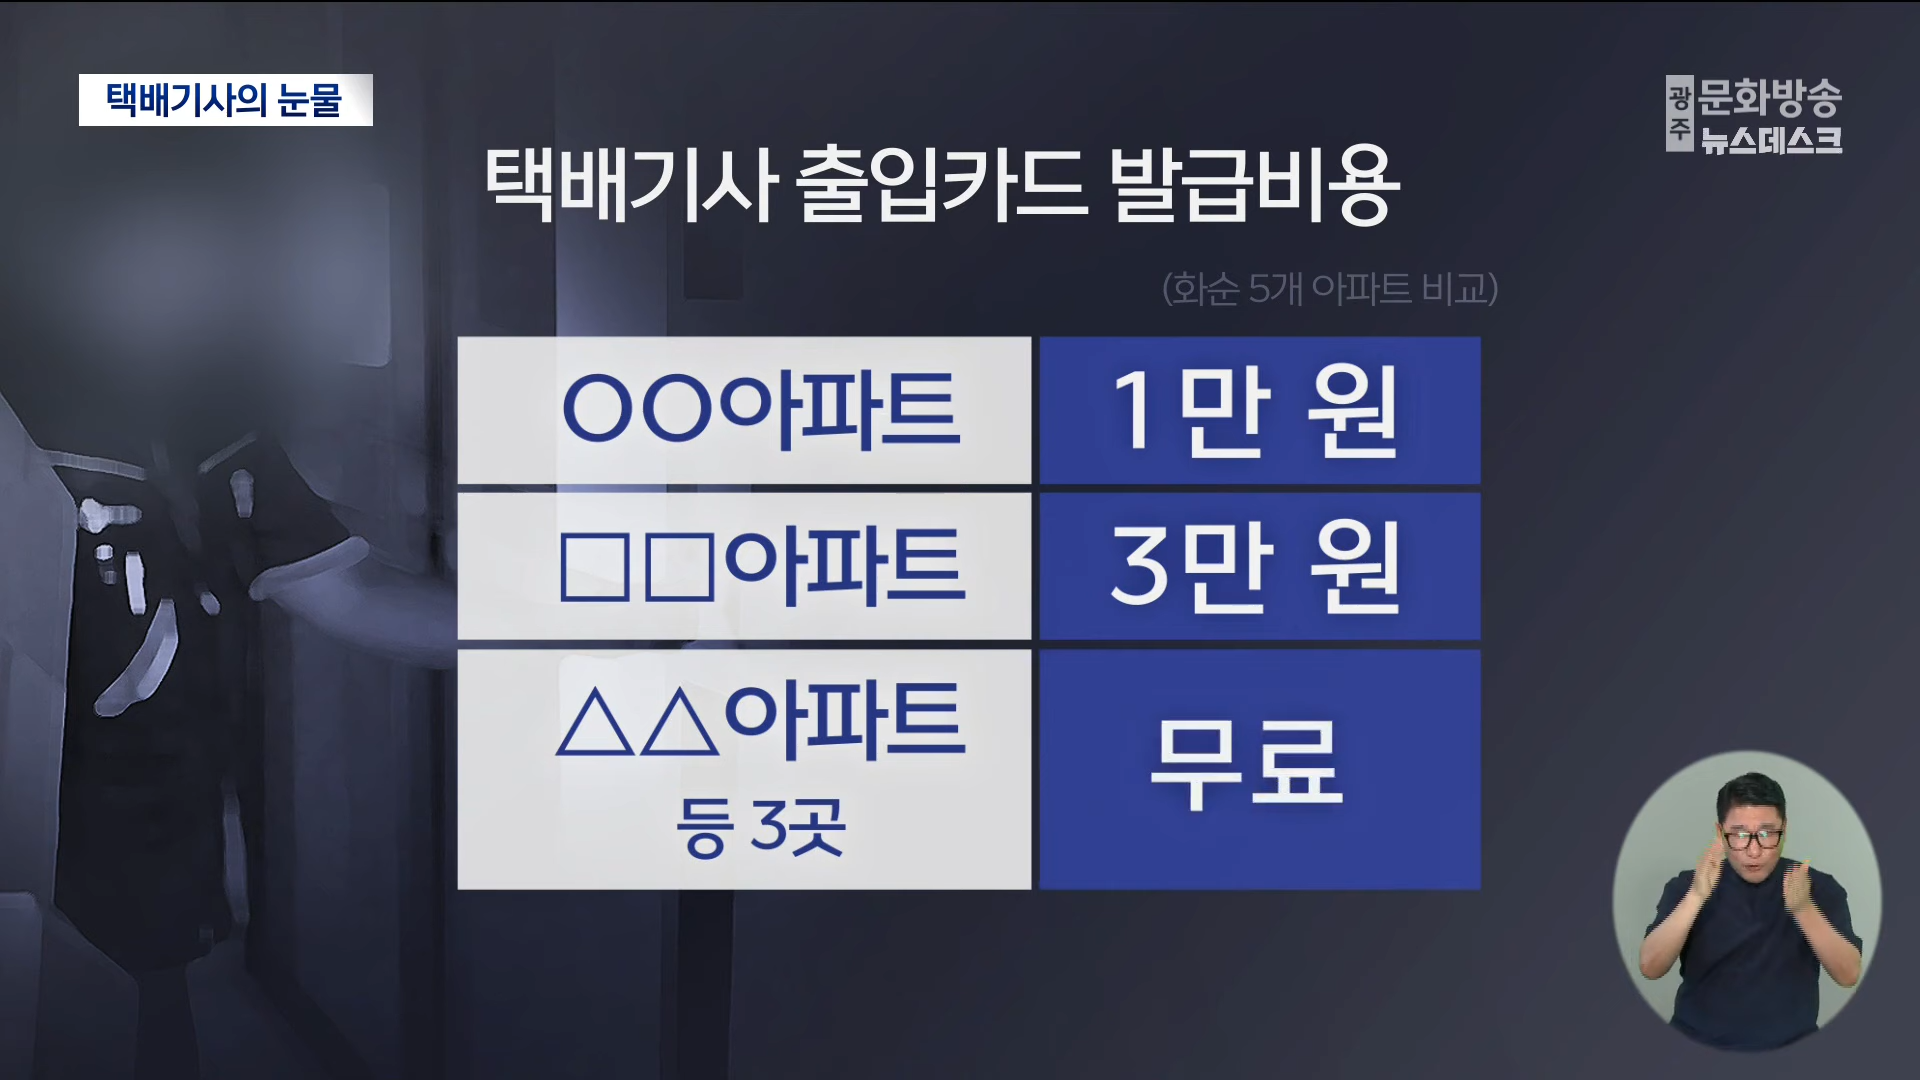 택배기사의 눈물
광주
문화방송
뉴스데스크
택배기사 출입카드 발급비용
(화순 5개 아파트 비교)
○○아파트
1만 원
□□아파트
3만 원
△△아파트
등 3곳
무료